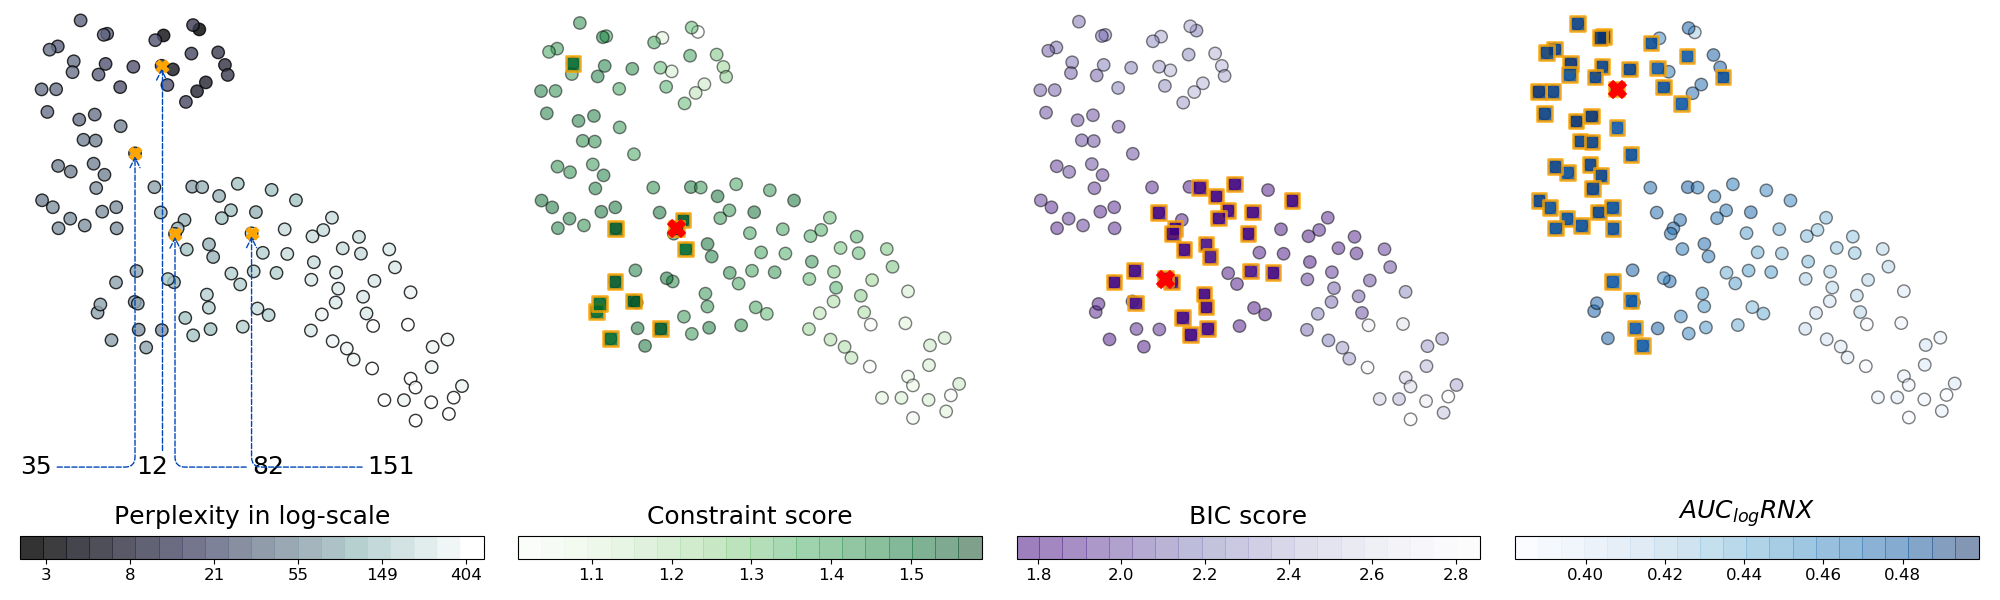 35 12 82 151
Perplexity in log-scale
3 8 21 55 149 404
Constraint score
1.1 1.2 1.3 1.4 1.5
BIC score
1.8 2.0 2.2 2.4 2.6 2.8
AUC_{log}RNX
0.40 0.42 0.44 0.46 0.48